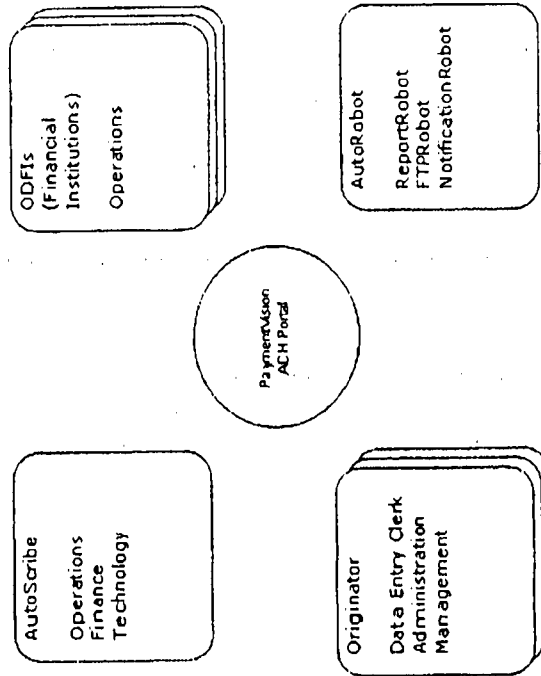 Originator
Data Entry Clerk
Administration
Management
AutoScribe
Operations
Finance
Technology
PaymentVision
ACH Portal
AutoRobot
ReportRobot
FTPRobot
NotificationRobot
ODFIs
(Financial
Institutions)
Operations